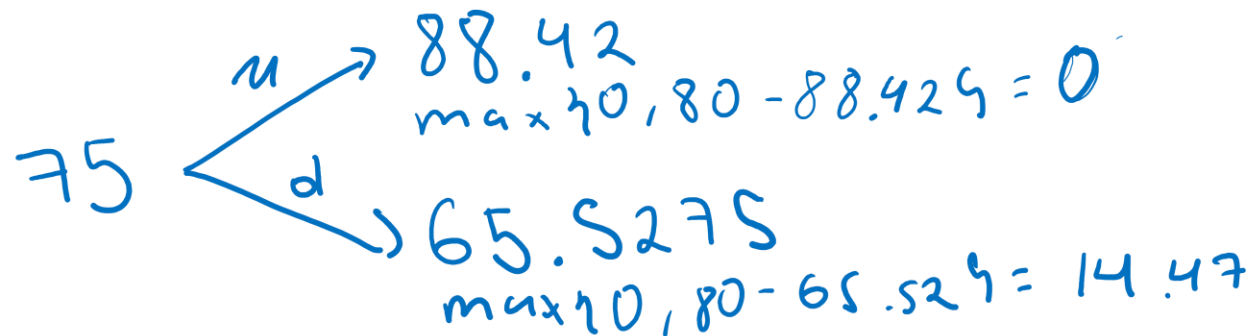 88.42
u
max{0, 80 - 88.42} = 0
75
d
65.5275
max{0, 80 - 65.52} = 14.47